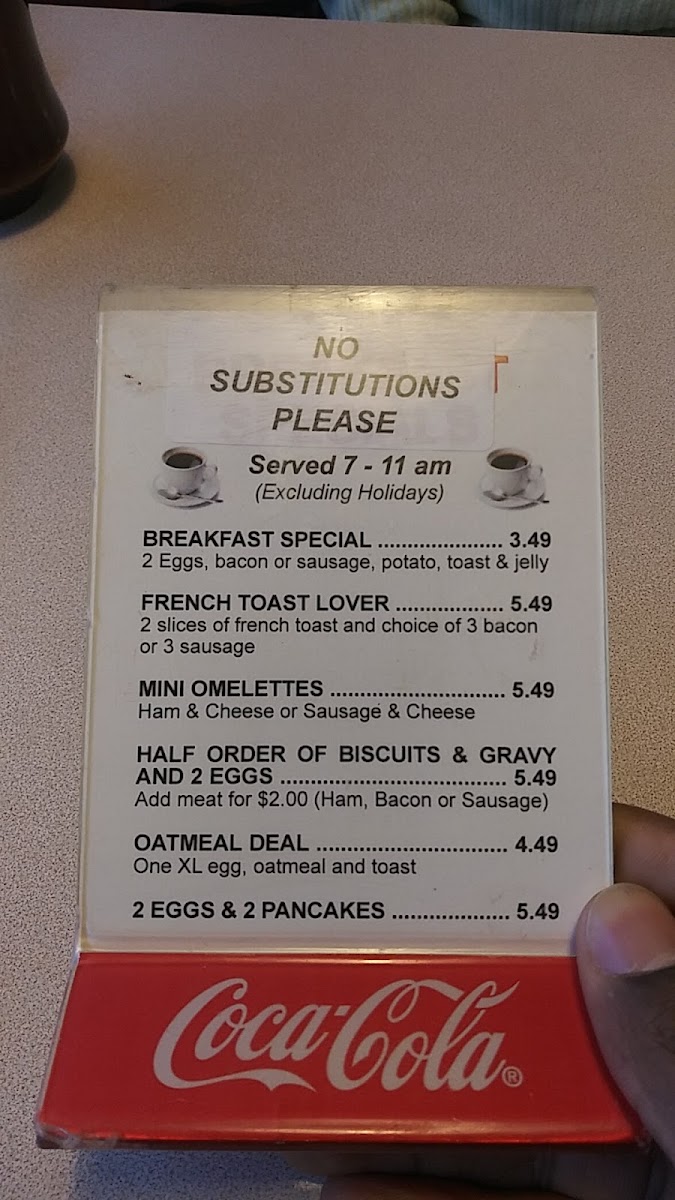 NO
SUBSTITUTIONS
PLEASE
Served 7 - 11 am
(Excluding Holidays)
BREAKFAST SPECIAL ..................... 3.49
2 Eggs, bacon or sausage, potato, toast & jelly
FRENCH TOAST LOVER .................. 5.49
2 slices of french toast and choice of 3 bacon
or 3 sausage
MINI OMELETTES ............................. 5.49
Ham & Cheese or Sausage & Cheese
HALF ORDER OF BISCUITS & GRAVY
AND 2 EGGS ..................................... 5.49
Add meat for $2.00 (Ham, Bacon or Sausage)
OATMEAL DEAL ................................ 4.49
One XL egg, oatmeal and toast
2 EGGS & 2 PANCAKES .................... 5.49
Coca-Cola®